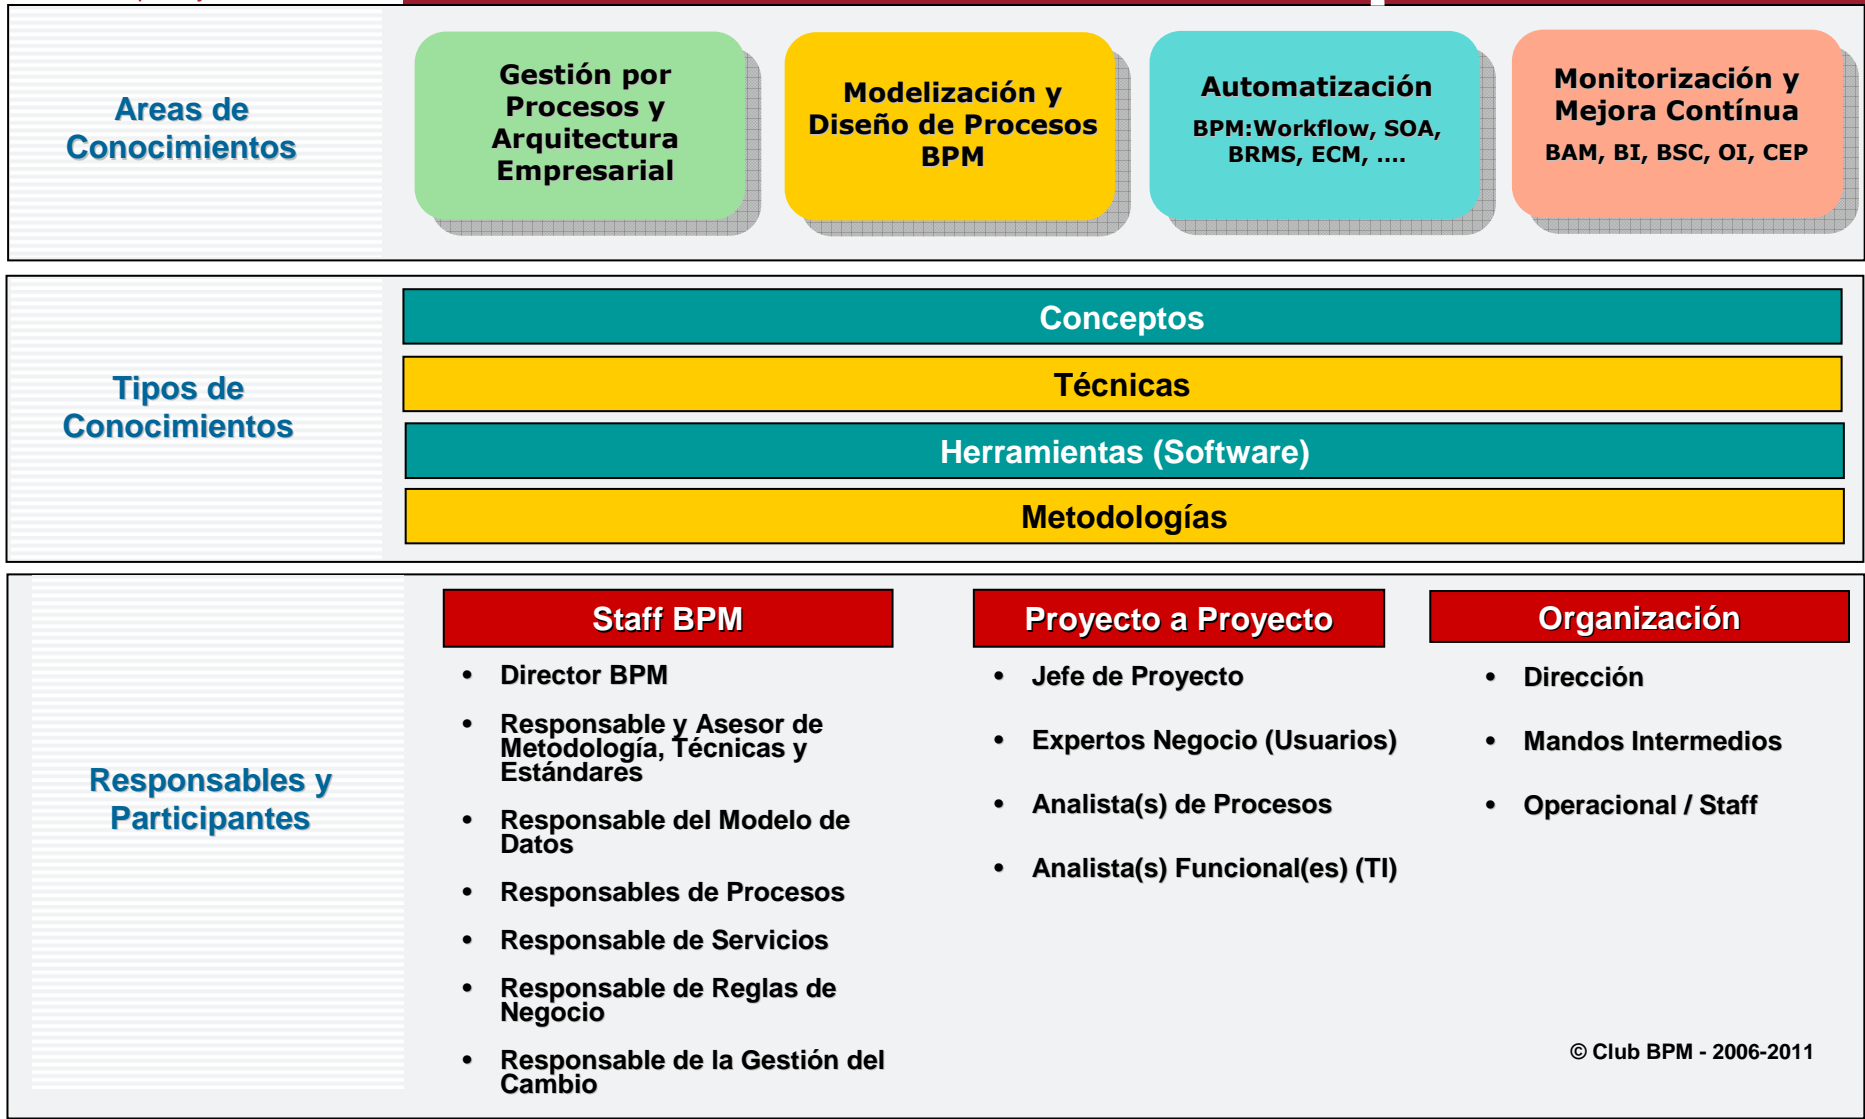 Areas de
Conocimientos
Gestión por
Procesos y
Arquitectura
Empresarial
Modelización y
Diseño de Procesos
BPM
Automatización
BPM:Workflow, SOA,
BRMS, ECM, ....
Monitorización y
Mejora Contínua
BAM, BI, BSC, OI, CEP
Tipos de
Conocimientos
Conceptos
Técnicas
Herramientas (Software)
Metodologías
Responsables y
Participantes
Staff BPM
• Director BPM
• Responsable y Asesor de
Metodología, Técnicas y
Estándares
• Responsable del Modelo de
Datos
• Responsables de Procesos
• Responsable de Servicios
• Responsable de Reglas de
Negocio
• Responsable de la Gestión del
Cambio
Proyecto a Proyecto
• Jefe de Proyecto
• Expertos Negocio (Usuarios)
• Analista(s) de Procesos
• Analista(s) Funcional(es) (TI)
Organización
• Dirección
• Mandos Intermedios
• Operacional / Staff
© Club BPM - 2006-2011